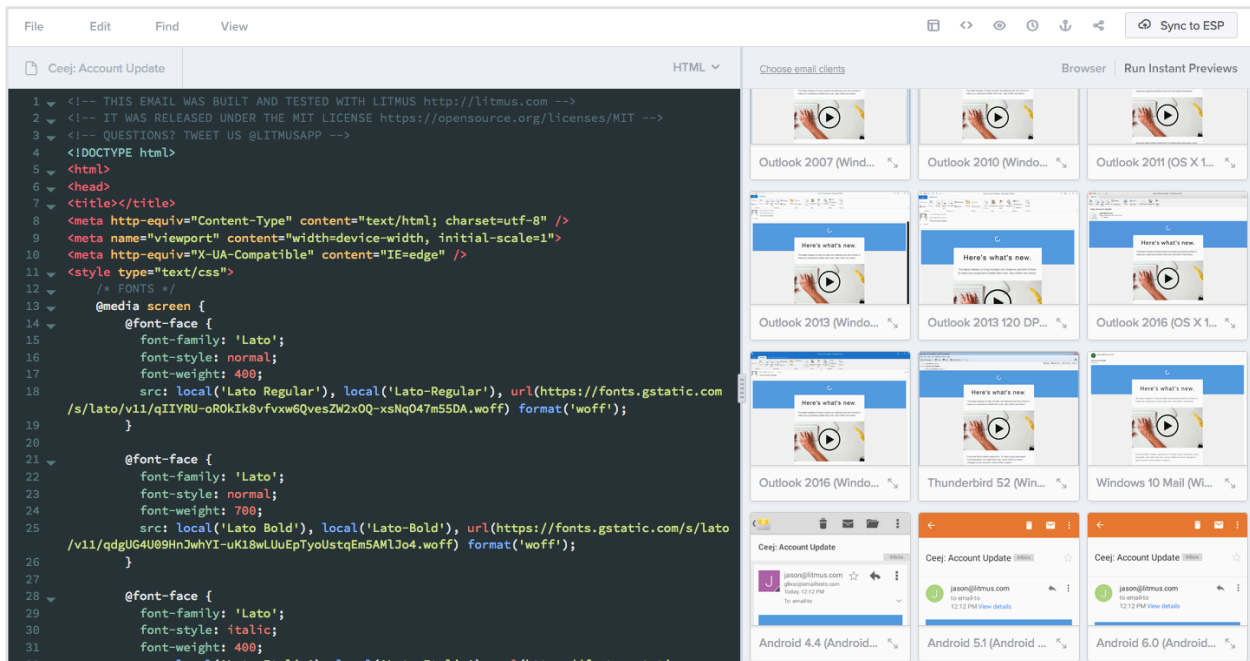 File Edit Find View Sync to ESP
Ceej: Account Update HTML
Choose email clients Browser Run Instant Previews
1 <!-- THIS EMAIL WAS BUILT AND TESTED WITH LITMUS http://litmus.com -->
2 <!-- IT WAS RELEASED UNDER THE MIT LICENSE https://opensource.org/licenses/MIT -->
3 <!-- QUESTIONS? TWEET US @LITMUSAPP -->
4 <!DOCTYPE html>
5 <html>
6 <head>
7 <title></title>
8 <meta http-equiv="Content-Type" content="text/html; charset=utf-8" />
9 <meta name="viewport" content="width=device-width, initial-scale=1">
10 <meta http-equiv="X-UA-Compatible" content="IE=edge" />
11 <style type="text/css">
12 /* FONTS */
13 @media screen {
14 @font-face {
15 font-family: 'Lato';
16 font-style: normal;
17 font-weight: 400;
18 src: local('Lato Regular'), local('Lato-Regular'), url(https://fonts.gstatic.com
/s/lato/v11/qIIYRU-oROkIk8vfvxw6QvesZW2xOQ-xsNqO47m55DA.woff) format('woff');
19 }
20
21 @font-face {
22 font-family: 'Lato';
23 font-style: normal;
24 font-weight: 700;
25 src: local('Lato Bold'), local('Lato-Bold'), url(https://fonts.gstatic.com/s/lato
/v11/qdgUG4U09HnJwhYI-uK18wLUuEpTyoUstqEm5AMlJo4.woff) format('woff');
26 }
27
28 @font-face {
29 font-family: 'Lato';
30 font-style: italic;
31 font-weight: 400;
Outlook 2007 (Wind...
Outlook 2010 (Windo...
Outlook 2011 (OS X 1...
Here's what's new.
Here's what's new.
Here's what's new.
Outlook 2013 (Windo...
Outlook 2013 120 DP...
Outlook 2016 (OS X 1...
Here's what's new.
Here's what's new.
Here's what's new.
Outlook 2016 (Windo...
Thunderbird 52 (Win...
Windows 10 Mail (Wi...
Ceej: Account Update
Inbox
J jason@litmus.com
Today, 12:12 PM
To: email-to
Android 4.4 (Android...
Ceej: Account Update Inbox
J jason@litmus.com
to email-to
12:12 PM View details
Android 5.1 (Android ...
Ceej: Account Update Inbox
J jason@litmus.com
to email-to
12:12 PM View details
Android 6.0 (Android...